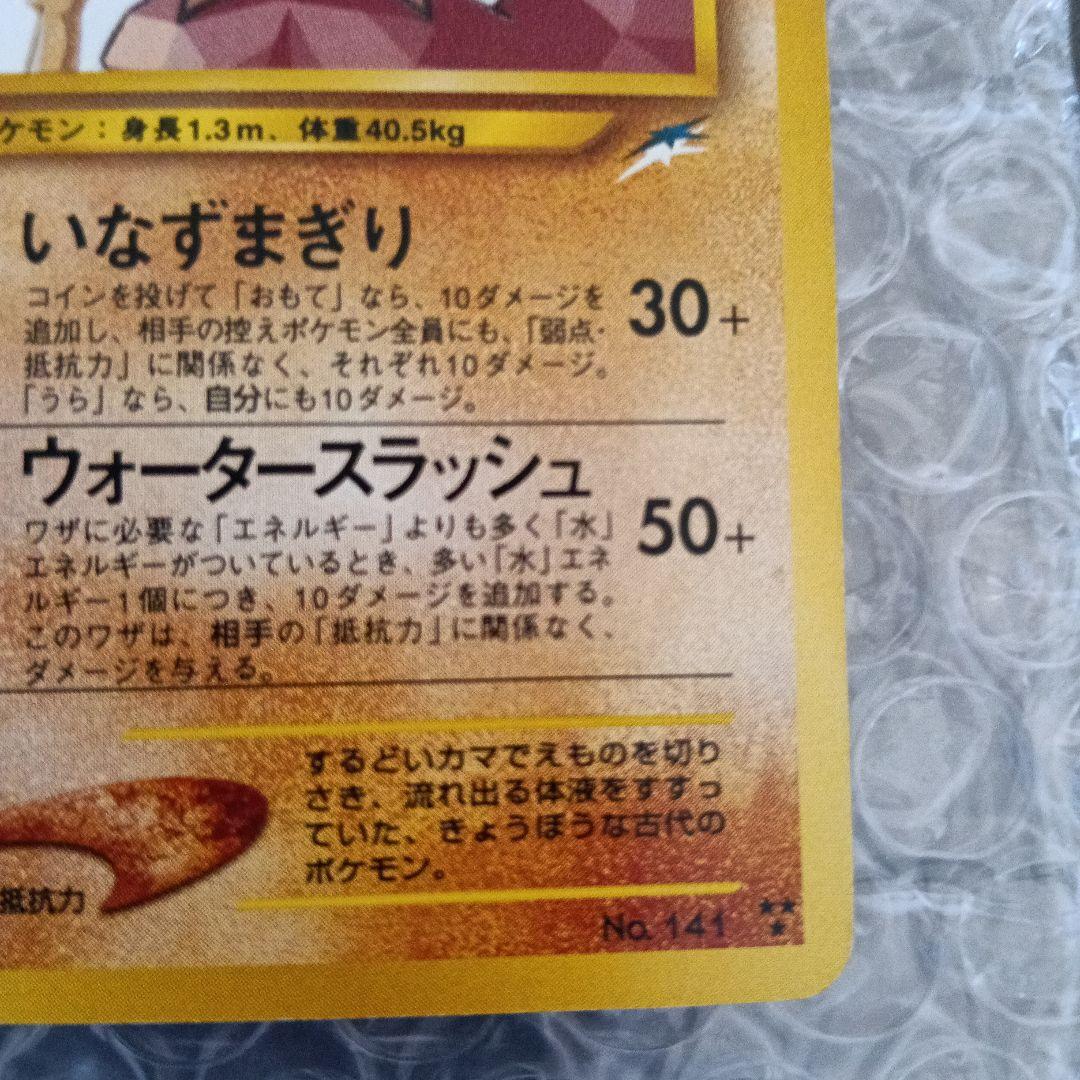 ケモン：身長1.3m、体重40.5kg
いなずまぎり
コインを投げて「おもて」なら、10ダメージを
追加し、相手の控えポケモン全員にも、「弱点・
抵抗力」に関係なく、それぞれ10ダメージ。
「うら」なら、自分にも10ダメージ。
30+
ウォータースラッシュ
ワザに必要な「エネルギー」よりも多く「水」
エネルギーがついているとき、多い「水」エネ
ルギー1個につき、10ダメージを追加する。
このワザは、相手の「抵抗力」に関係なく、
ダメージを与える。
50+
するどいカマでえものを切り
さき、流れ出る体液をすすっ
ていた、きょうぼうな古代の
ポケモン。
抵抗力
No. 141 ★★★